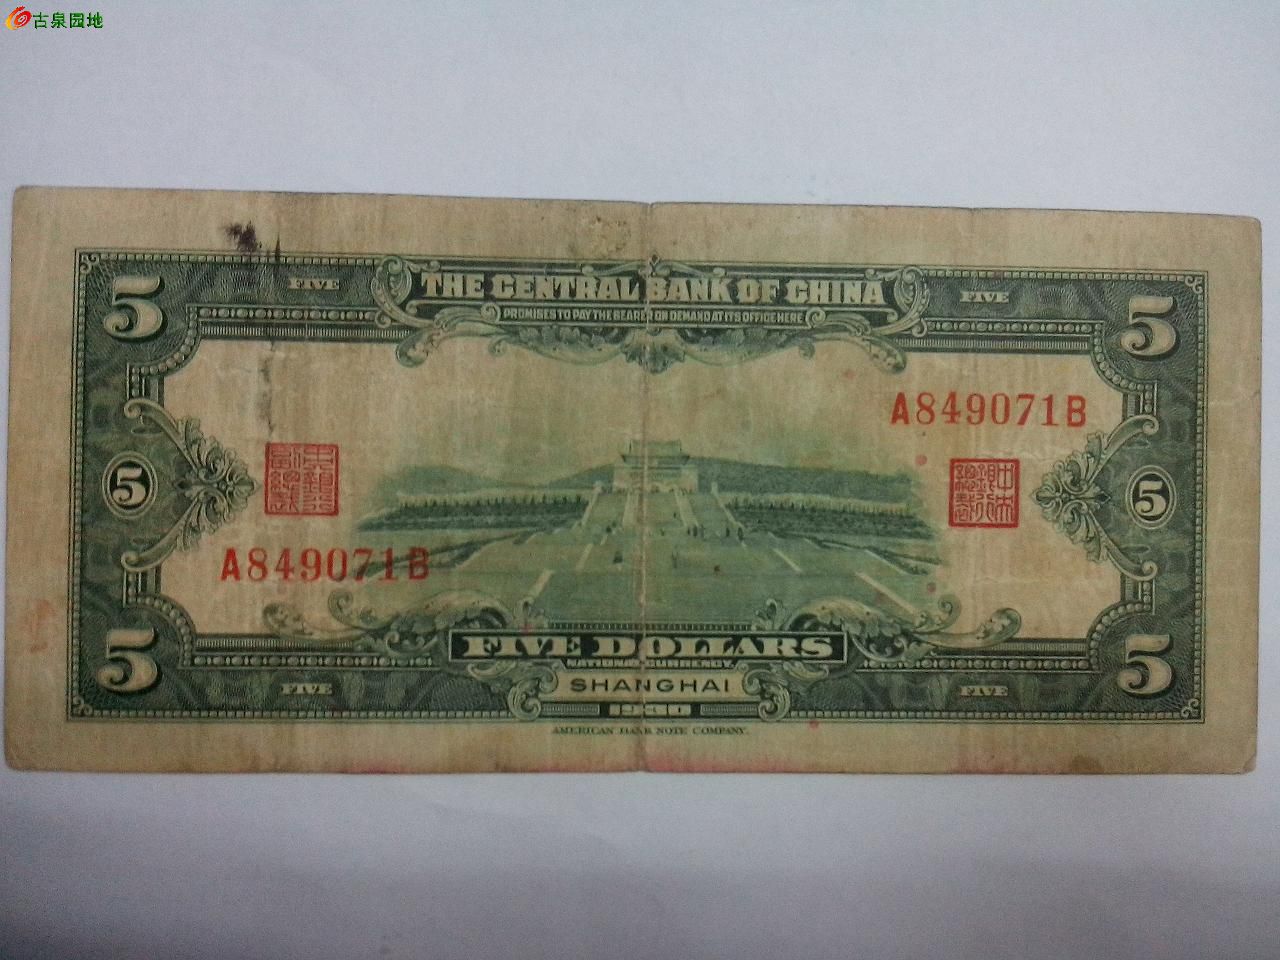 古泉园地
THE CENTRAL BANK OF CHINA
PROMISES TO PAY THE BEARER ON DEMAND AT ITS OFFICE HERE
5 FIVE FIVE 5
A849071B
5 5
A849071B
FIVE DOLLARS
NATIONAL CURRENCY
SHANGHAI
5 FIVE FIVE 5
1930
AMERICAN BANK NOTE COMPANY.